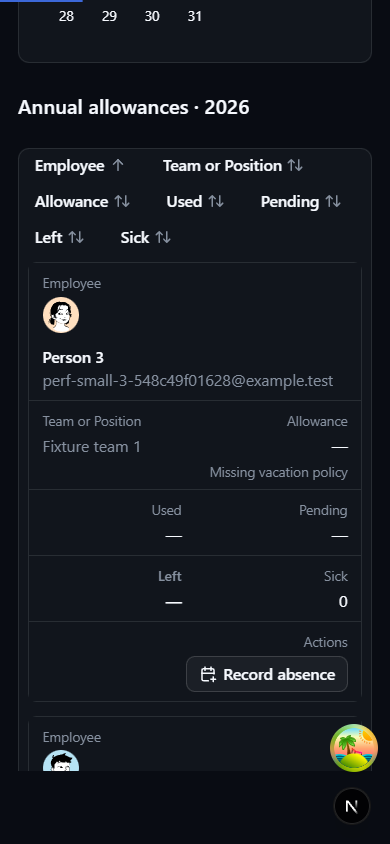 28 29 30 31
Annual allowances · 2026
Employee Team or Position
Allowance Used Pending
Left Sick
Employee
Person 3
perf-small-3-548c49f01628@example.test
Team or Position Allowance
Fixture team 1 —
Missing vacation policy
Used Pending
— —
Left Sick
— 0
Actions
Record absence
Employee
N